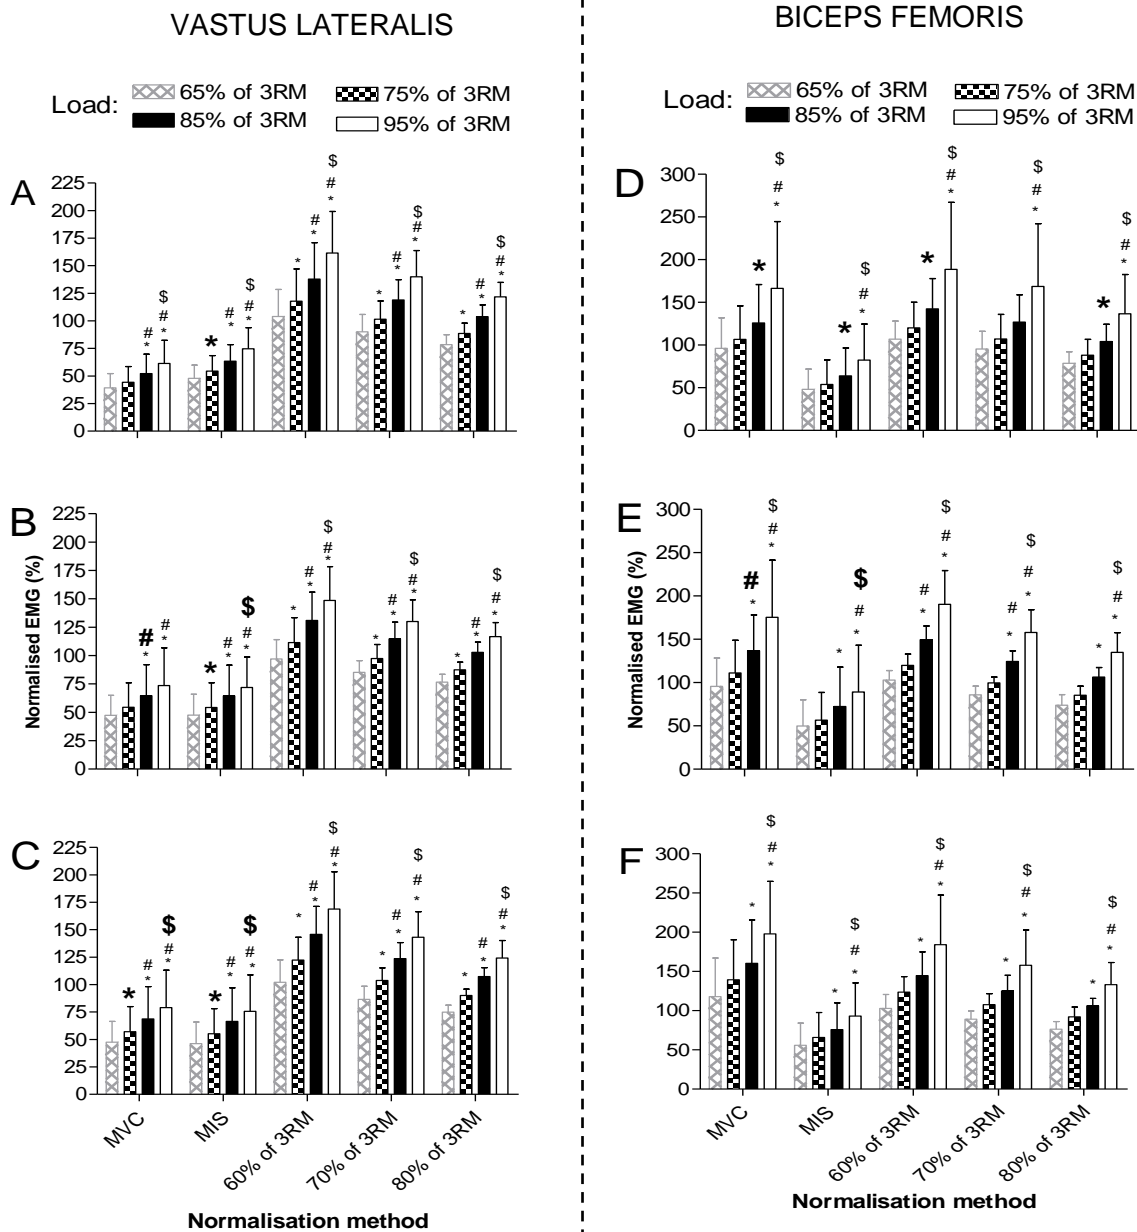 VASTUS LATERALIS
Load:
65% of 3RM
75% of 3RM
85% of 3RM
95% of 3RM
A
225
200
175
150
125
100
75
50
25
0
* # * # * $
* # * # * $
* # * # * $
* # * # * $
* # * # * $
B
Normalised EMG (%)
225
200
175
150
125
100
75
50
25
0
# * # *
* # * $ # *
* # * $ # *
* # * $ # *
* # * $ # *
C
225
200
175
150
125
100
75
50
25
0
* # * $ # *
* # * $ # *
* # * $ # *
* # * $ # *
* # * $ # *
MVC
MIS
60% of 3RM
70% of 3RM
80% of 3RM
Normalisation method
BICEPS FEMORIS
Load:
65% of 3RM
75% of 3RM
85% of 3RM
95% of 3RM
D
300
250
200
150
100
50
0
* $ # *
* $ # *
* $ # *
$ # *
* $ # *
E
Normalised EMG (%)
300
250
200
150
100
50
0
# * $ # *
* $ # *
# * $ # *
# * $ # *
* $ # *
F
300
250
200
150
100
50
0
* $ # *
* $ # *
* $ # *
* $ # *
* $ # *
MVC
MIS
60% of 3RM
70% of 3RM
80% of 3RM
Normalisation method